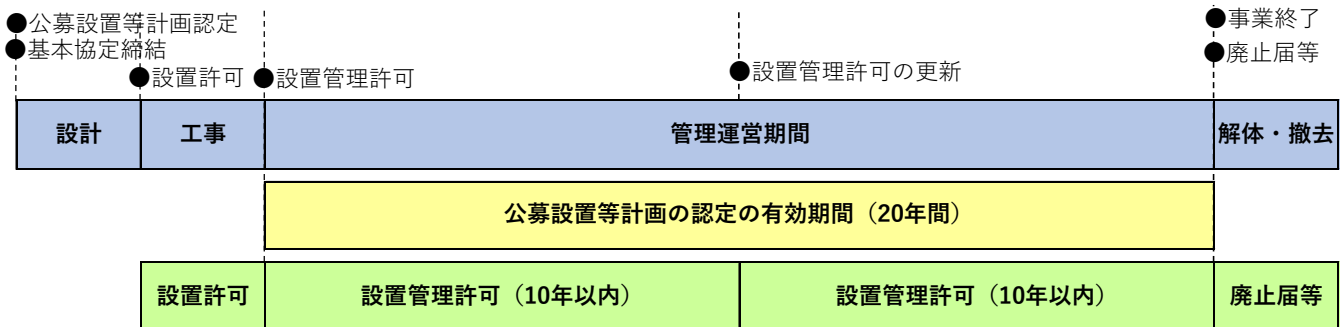 ●公募設置等計画認定
●基本協定締結
●設置許可
●設置管理許可
●設置管理許可の更新
●事業終了
●廃止届等
設計
工事
管理運営期間
解体・撤去
公募設置等計画の認定の有効期間（20年間）
設置許可
設置管理許可（10年以内）
設置管理許可（10年以内）
廃止届等